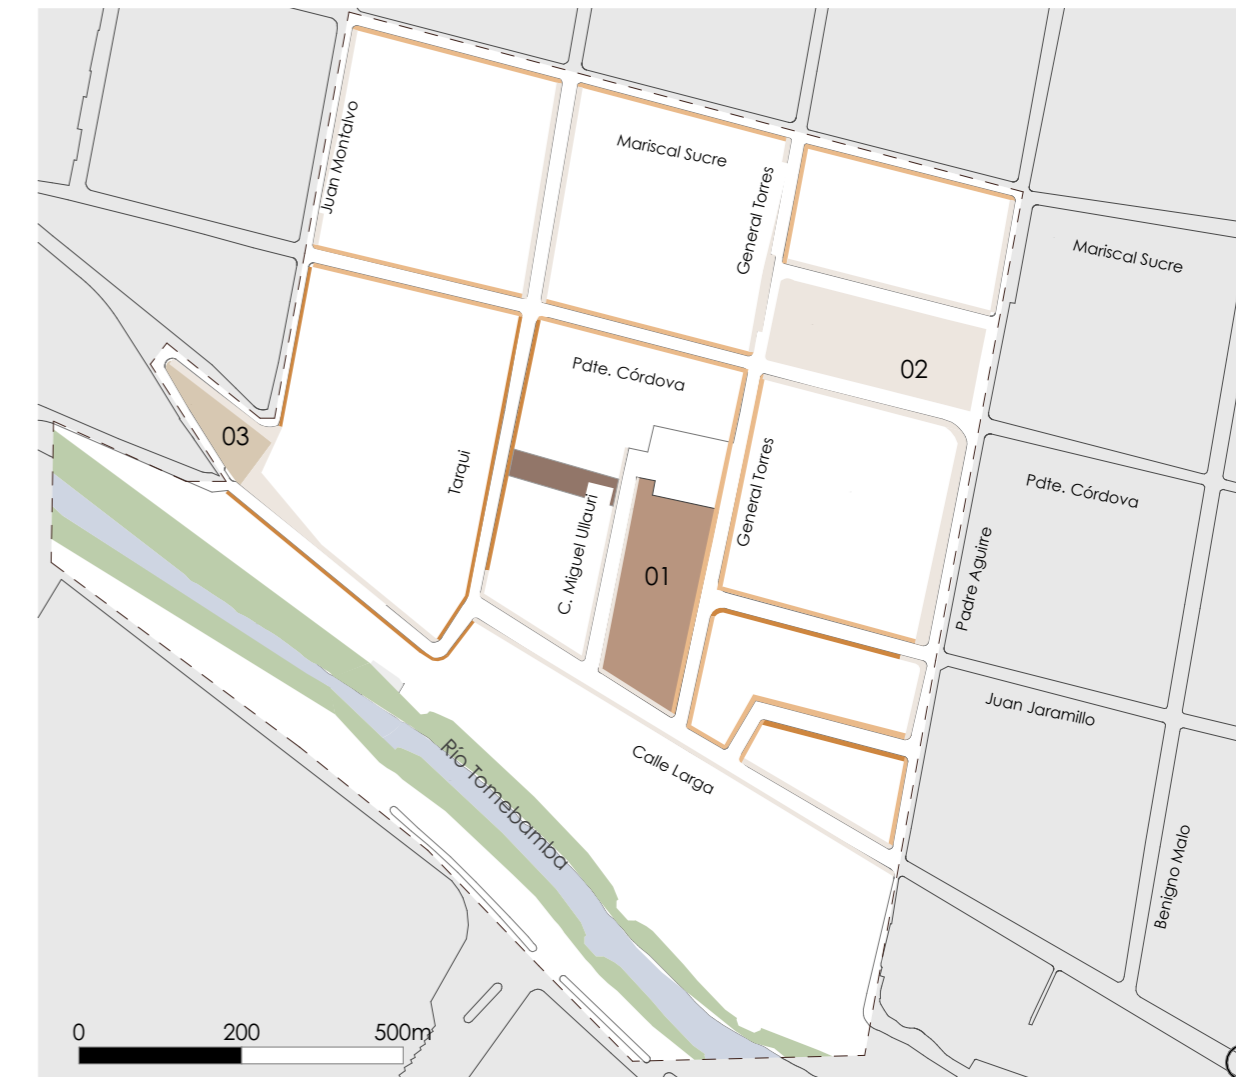 Juan Montalvo
Mariscal Sucre
General Torres
Mariscal Sucre
02
Pdte. Córdova
03
Tarqui
General Torres
Pdte. Córdova
C. Miguel Ullauri
01
Padre Aguirre
Juan Jaramillo
Río Tomebamba
Calle Larga
Benigno Malo
0 200 500m